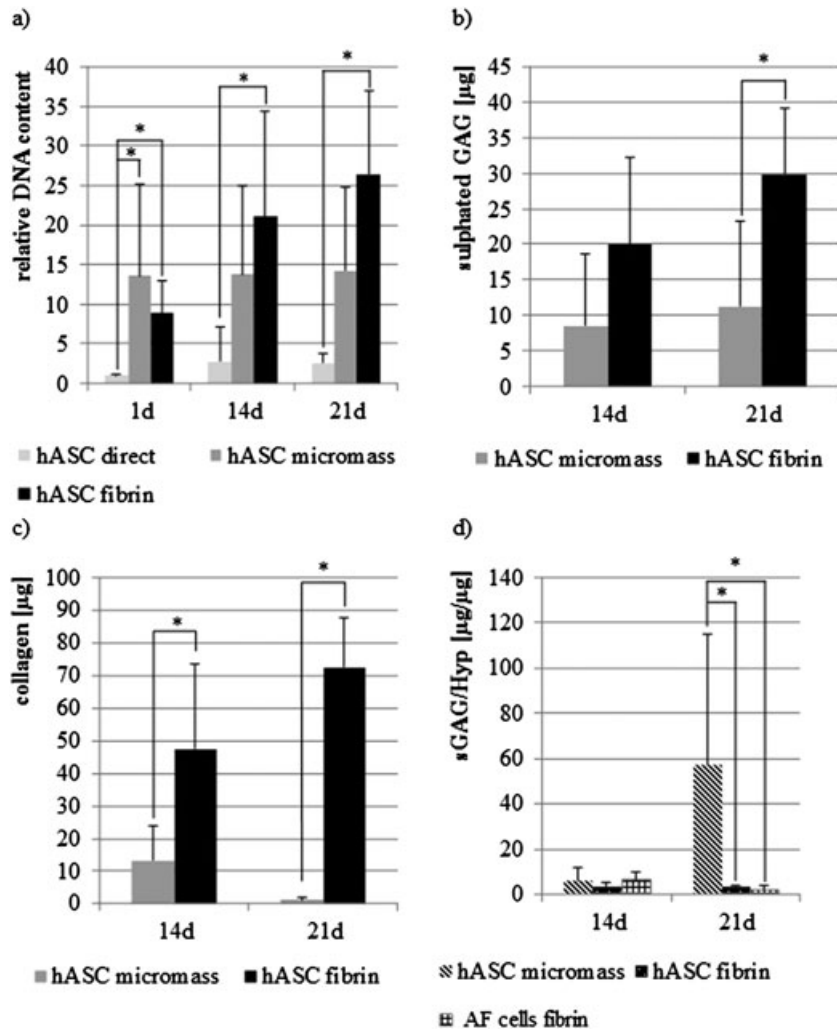 a)
*
*
*
*
40
35
30
25
20
15
10
5
0
relative DNA content
1d 14d 21d
hASC direct hASC micromass
hASC fibrin
b)
*
45
40
35
30
25
20
15
10
5
0
sulphated GAG [µg]
14d 21d
hASC micromass hASC fibrin
c)
*
*
100
90
80
70
60
50
40
30
20
10
0
collagen [µg]
14d 21d
hASC micromass hASC fibrin
d)
*
*
140
120
100
80
60
40
20
0
sGAG/Hyp [µg/µg]
14d 21d
hASC micromass hASC fibrin
AF cells fibrin